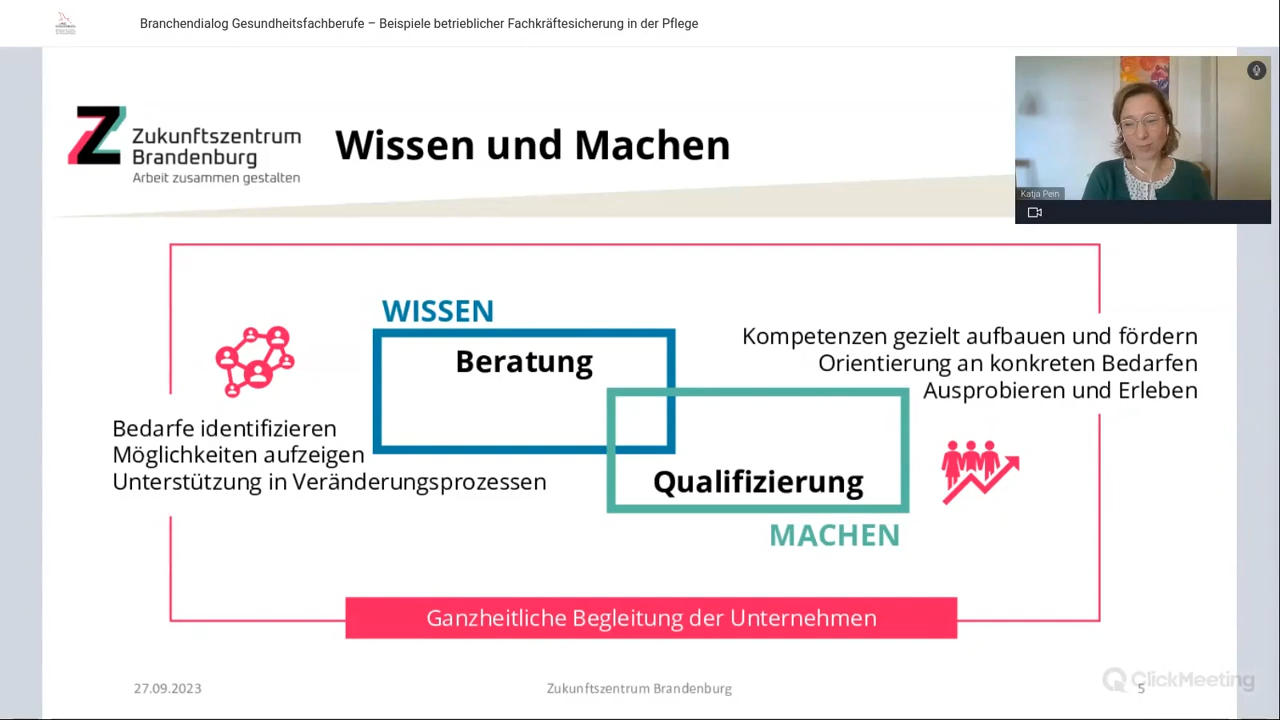 Branchendialog Gesundheitsfachberufe – Beispiele betrieblicher Fachkräftesicherung in der Pflege
Zukunftszentrum
Brandenburg
Arbeit zusammen gestalten
Wissen und Machen
Katja Pein
WISSEN
Beratung
Bedarfe identifizieren
Möglichkeiten aufzeigen
Unterstützung in Veränderungsprozessen
Kompetenzen gezielt aufbauen und fördern
Orientierung an konkreten Bedarfen
Ausprobieren und Erleben
Qualifizierung
MACHEN
Ganzheitliche Begleitung der Unternehmen
27.09.2023
Zukunftszentrum Brandenburg
5
ClickMeeting